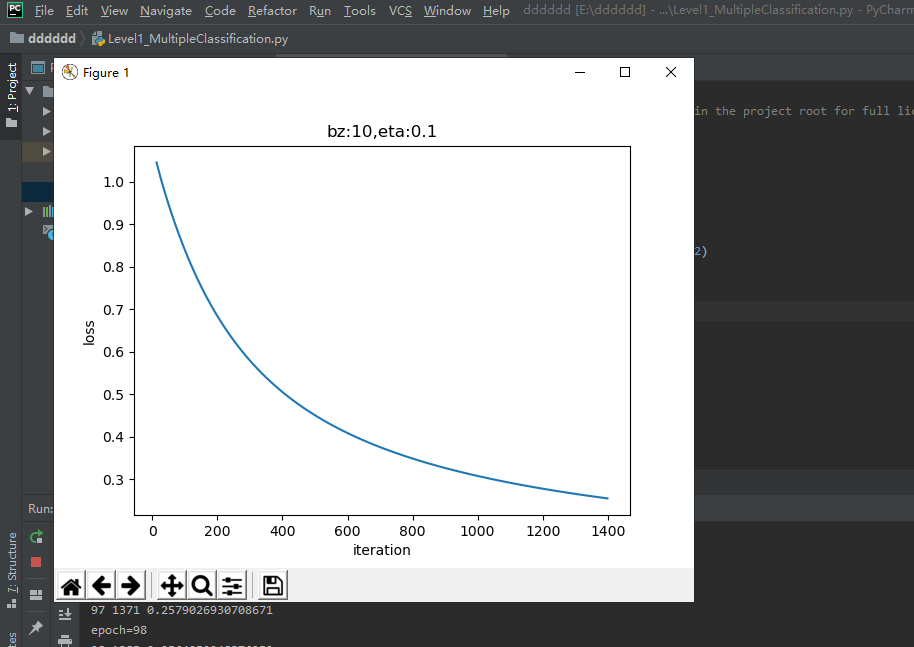 PC File Edit View Navigate Code Refactor Run Tools VCS Window Help dddddd [E:\dddddd] - ...\Level1_MultipleClassification.py - PyCharm
dddddd Level1_MultipleClassification.py
1: Project
Figure 1
in the project root for full lic
bz:10,eta:0.1
1.0
0.9
0.8
2)
0.7
loss
0.6
0.5
0.4
0.3
Run:
0 200 400 600 800 1000 1200 1400
iteration
7: Structure
97 1371 0.2579026930708671
epoch=98